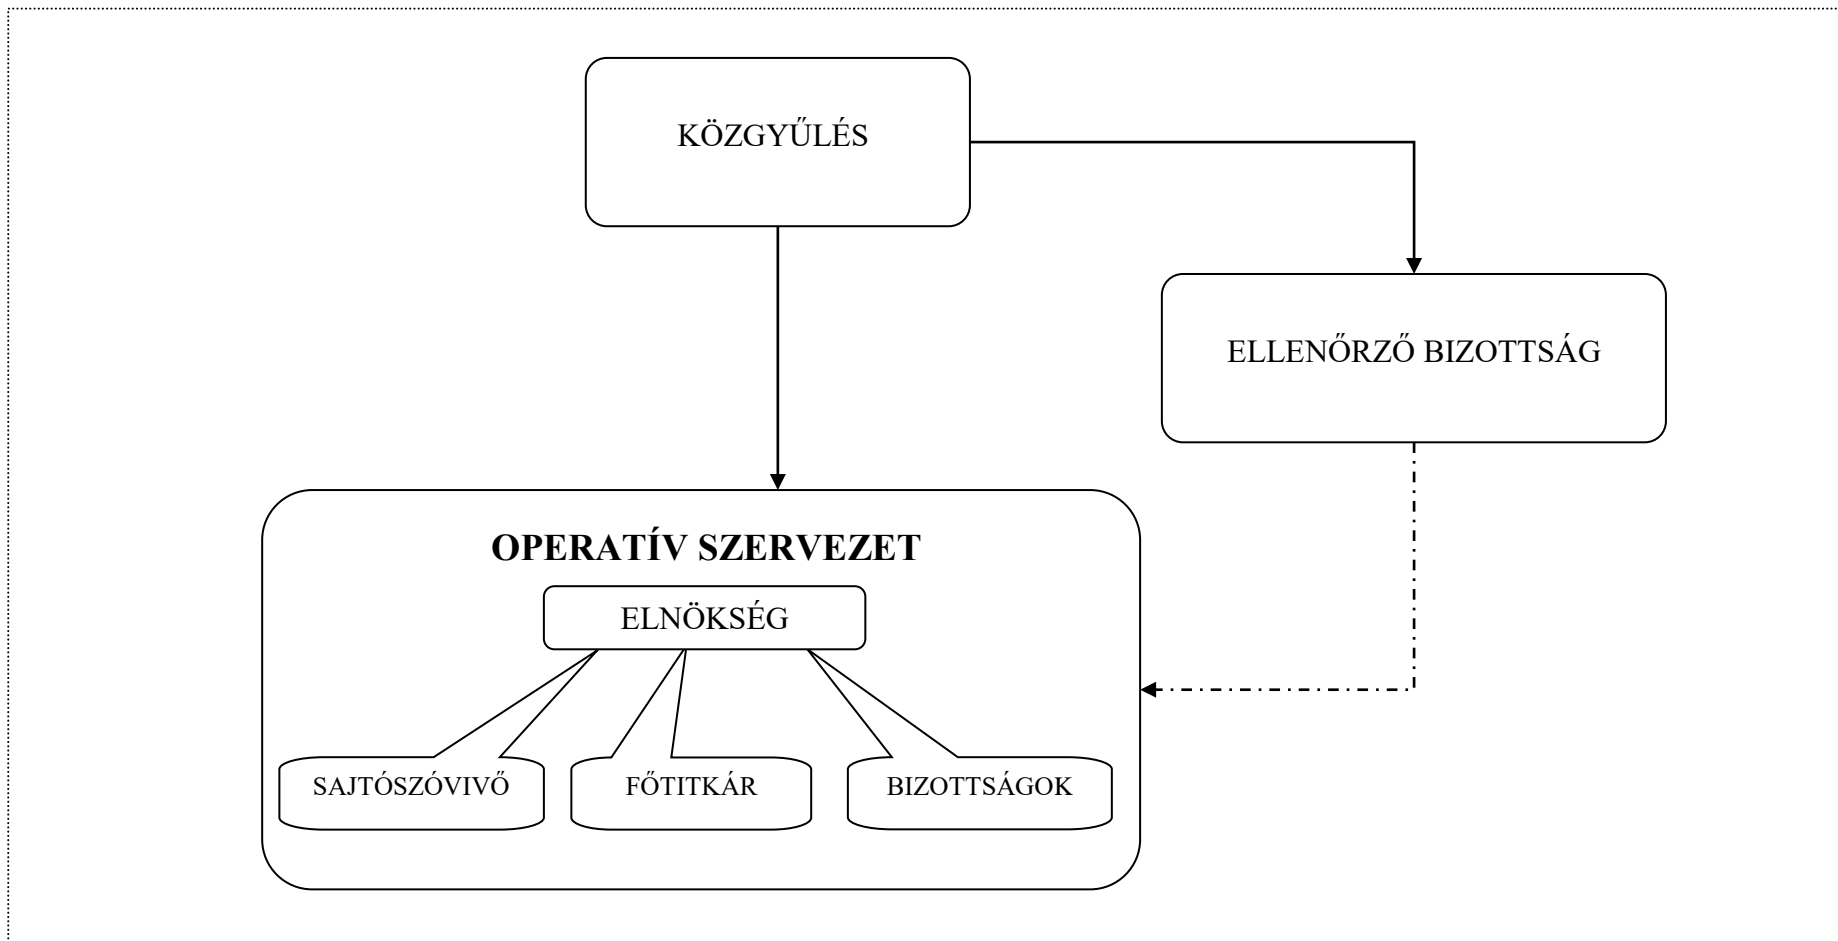 KÖZGYŰLÉS
ELLENŐRZŐ BIZOTTSÁG
OPERATÍV SZERVEZET
ELNÖKSÉG
SAJTÓSZÓVIVŐ
FŐTITKÁR
BIZOTTSÁGOK